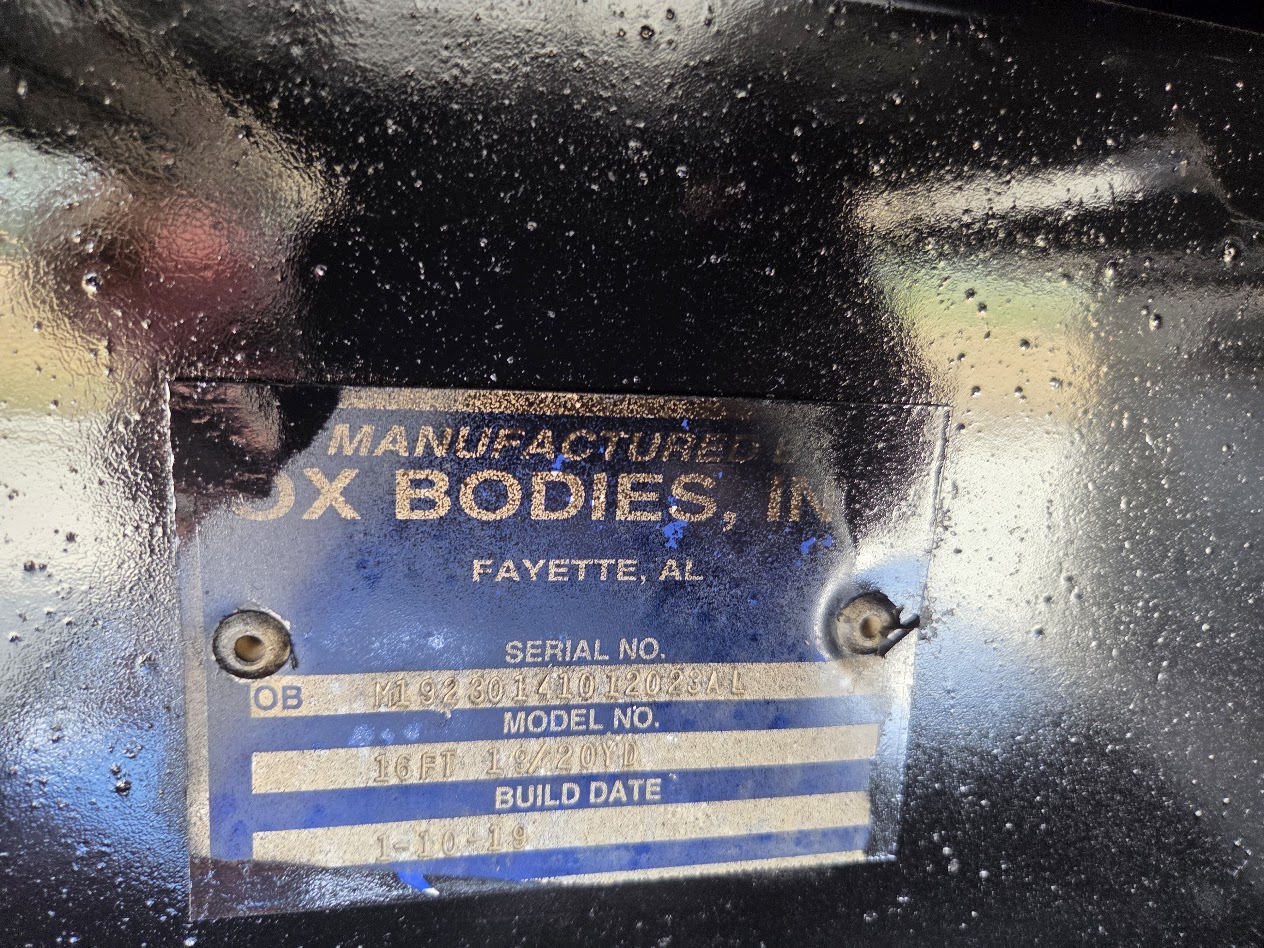 MANUFACTURED
OX BODIES, IN
FAYETTE, AL
SERIAL NO.
OB M19230141012023AL
MODEL NO.
16FT 19/20YD
BUILD DATE
1-10-19